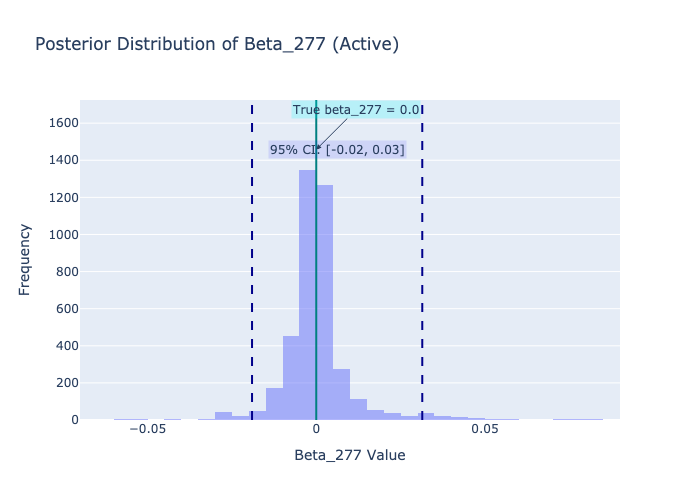 Posterior Distribution of Beta_277 (Active)
True beta_277 = 0.0
95% CI: [-0.02, 0.03]
1600
1400
1200
1000
800
600
400
200
0
Frequency
−0.05
0
0.05
Beta_277 Value